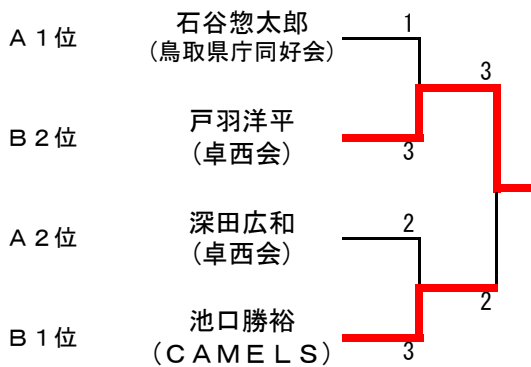 A１位
石谷惣太郎
(鳥取県庁同好会)
1
3
B２位
戸羽洋平
(卓西会)
3
A２位
深田広和
(卓西会)
2
2
B１位
池口勝裕
(ＣＡＭＥＬＳ)
3